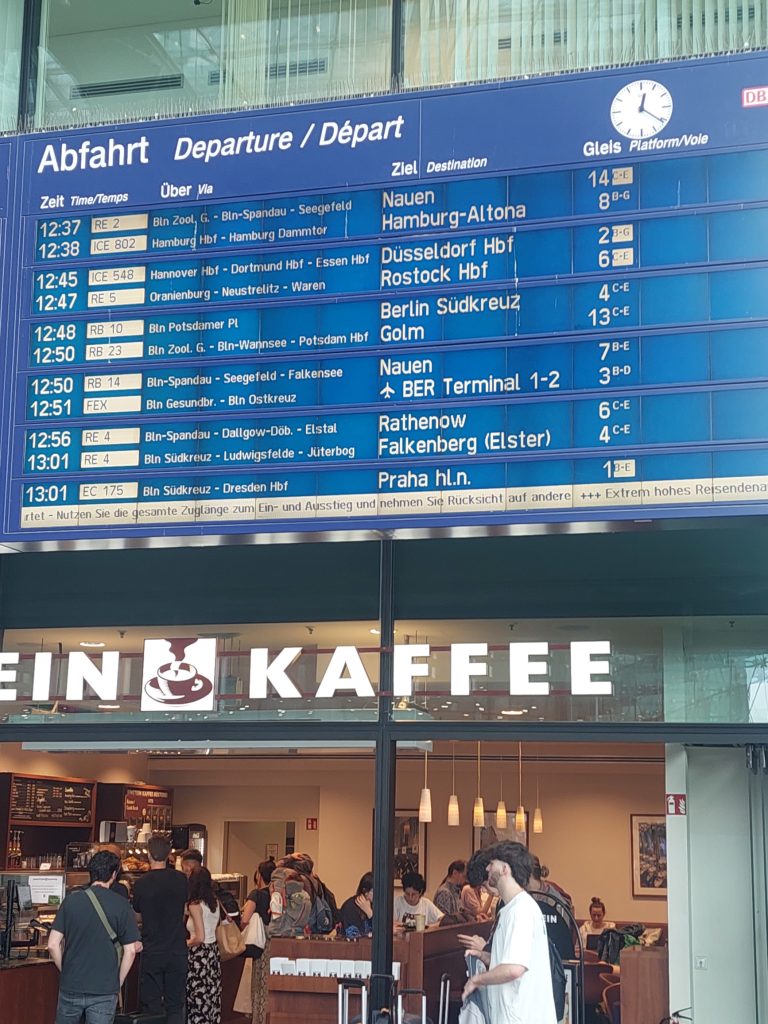 Abfahrt Departure / Départ DB
Zeit Time/Temps Über Via Ziel Destination Gleis Platform/Voie
12:37 RE 2 Bln Zool. G. - Bln-Spandau - Seegefeld Nauen 14 C-E
12:38 ICE 802 Hamburg Hbf - Hamburg Dammtor Hamburg-Altona 8 B-G
12:45 ICE 548 Hannover Hbf - Dortmund Hbf - Essen Hbf Düsseldorf Hbf 2 B-G
12:47 RE 5 Oranienburg - Neustrelitz - Waren Rostock Hbf 6 C-E
12:48 RB 10 Bln Potsdamer Pl Berlin Südkreuz 4 C-E
12:50 RB 23 Bln Zool. G. - Bln-Wannsee - Potsdam Hbf Golm 13 C-E
12:50 RB 14 Bln-Spandau - Seegefeld - Falkensee Nauen 7 B-E
12:51 FEX Bln Gesundbr. - Bln Ostkreuz BER Terminal 1-2 3 B-D
12:56 RE 4 Bln-Spandau - Dallgow-Döb. - Elstal Rathenow 6 C-E
13:01 RE 4 Bln Südkreuz - Ludwigsfelde - Jüterbog Falkenberg (Elster) 4 C-E
13:01 EC 175 Bln Südkreuz - Dresden Hbf Praha hl.n. 1 B-E
rtet - Nutzen Sie die gesamte Zuglänge zum Ein- und Ausstieg und nehmen Sie Rücksicht auf andere +++ Extrem hohes Reisendena
EIN KAFFEE
EIN